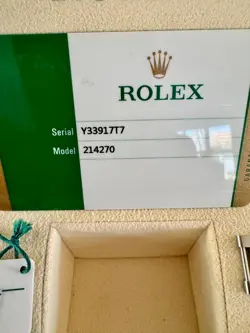 ROLEX
Serial Y33917T7
Model 214270